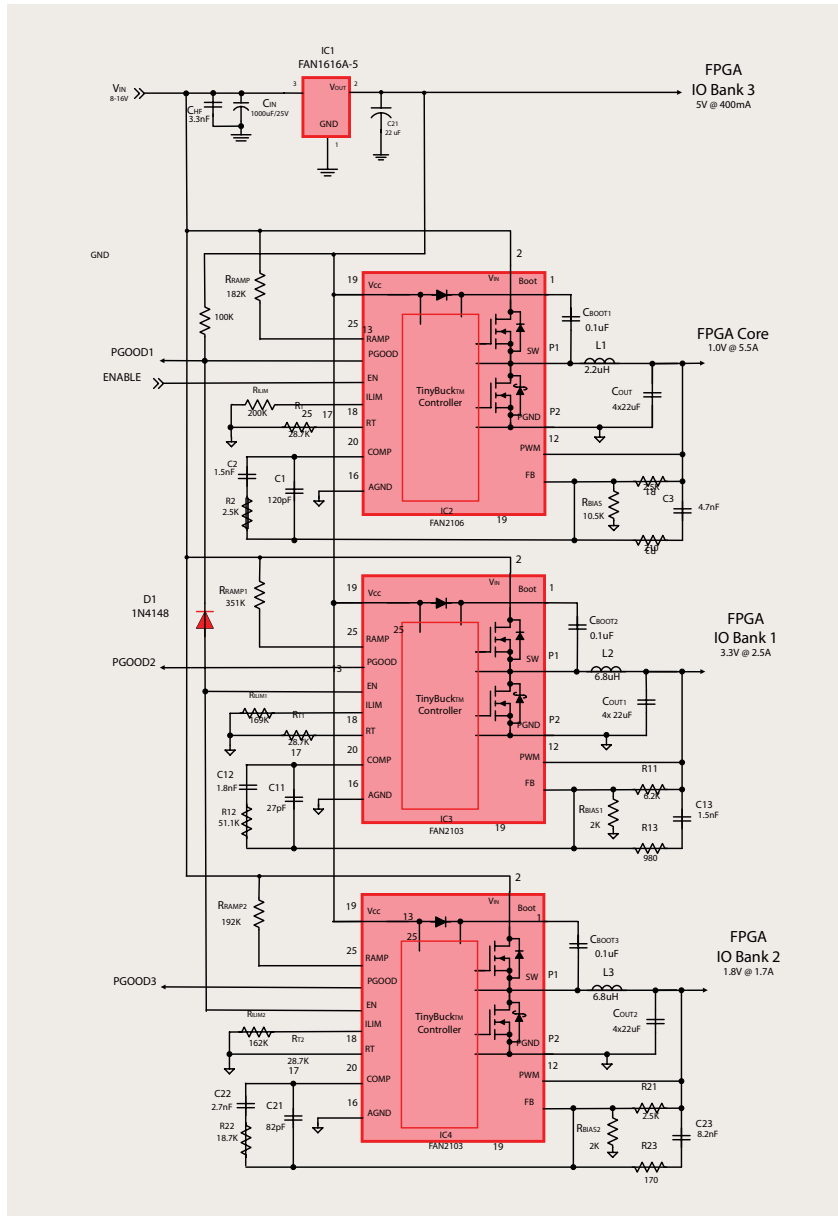 IC1
FAN1616A-5
VIN
8-16V
3
VOUT
2
GND
1
CHF
3.3nF
CIN
1000uF/25V
C21
22 uF
FPGA
IO Bank 3
5V @ 400mA
GND
RRAMP
182K
100K
PGOOD1
ENABLE
RILIM
200K
RT
25
17
28.7K
C2
1.5nF
C1
120pF
R2
2.5K
19
25
13
18
20
16
Vcc
RAMP
PGOOD
EN
ILIM
RT
COMP
AGND
TinyBuck™
Controller
IC2
FAN2106
19
2
VIN
Boot
1
SW
P1
PGND
P2
12
PWM
FB
CBOOT1
0.1uF
L1
2.2uH
COUT
4x22uF
FPGA Core
1.0V @ 5.5A
RBIAS
10.5K
C3
4.7nF
D1
1N4148
RRAMP1
351K
PGOOD2
RILIM1
169K
RT1
28.7K
17
C12
1.8nF
C11
27pF
R12
51.1K
19
25
13
18
20
16
Vcc
RAMP
25
PGOOD
EN
ILIM
RT
COMP
AGND
TinyBuck™
Controller
IC3
FAN2103
19
2
VIN
Boot
1
SW
P1
PGND
P2
12
PWM
FB
CBOOT2
0.1uF
L2
6.8uH
COUT1
4x 22uF
FPGA
IO Bank 1
3.3V @ 2.5A
R11
6.2K
RBIAS1
2K
C13
1.5nF
R13
980
RRAMP2
192K
PGOOD3
RILIM2
162K
RT2
28.7K
17
C22
2.7nF
C21
82pF
R22
18.7K
19
25
18
20
16
Vcc
13
25
RAMP
PGOOD
EN
ILIM
RT
COMP
AGND
TinyBuck™
Controller
IC4
FAN2103
19
2
VIN
Boot
1
SW
P1
PGND
P2
12
PWM
FB
CBOOT3
0.1uF
L3
6.8uH
COUT2
4x22uF
FPGA
IO Bank 2
1.8V @ 1.7A
R21
2.5K
RBIAS2
2K
C23
8.2nF
R23
170